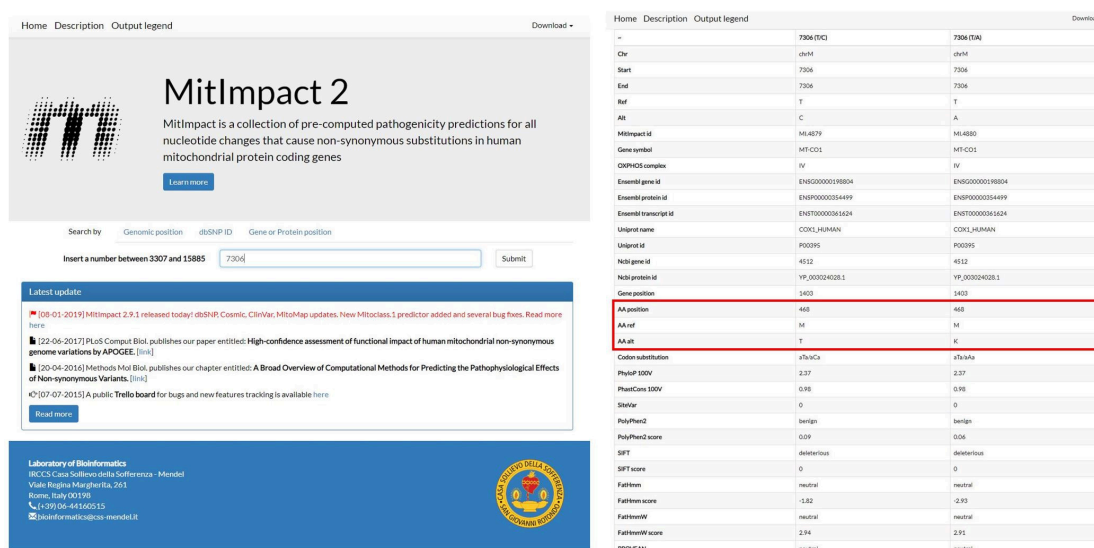 Home Description Output legend Download
MitImpact 2
MitImpact is a collection of pre-computed pathogenicity predictions for all
nucleotide changes that cause non-synonymous substitutions in human
mitochondrial protein coding genes
Learn more
Search by Genomic position dbSNP ID Gene or Protein position
Insert a number between 3307 and 15885 7306 Submit
Latest update
[08-01-2019] MitImpact 2.9.1 released today! dbSNP, Cosmic, ClinVar, MitoMap updates. New Mitoclass.1 predictor added and several bug fixes. Read more
here
[22-06-2017] PLoS Comput Biol. publishes our paper entitled: High-confidence assessment of functional impact of human mitochondrial non-synonymous
genome variations by APOGEE. [link]
[20-04-2016] Methods Mol Biol. publishes our chapter entitled: A Broad Overview of Computational Methods for Predicting the Pathophysiological Effects
of Non-synonymous Variants. [link]
[07-07-2015] A public Trello board for bugs and new features tracking is available here
Read more
Laboratory of Bioinformatics
IRCCS Casa Sollievo della Sofferenza - Mendel
Viale Regina Margherita, 261
Rome, Italy 00198
(+39) 06-44160515
bioinformatics@css-mendel.it
CASA SOLLIEVO DELLA SOFFERENZA
SAN GIOVANNI ROTONDO
Home Description Output legend
- 7306 (T/C) 7306 (T/A)
Chr chrM chrM
Start 7306 7306
End 7306 7306
Ref T T
Alt C A
MitImpact id MI.4879 MI.4880
Gene symbol MT-CO1 MT-CO1
OXPHOS complex IV IV
Ensembl gene id ENSG00000198804 ENSG00000198804
Ensembl protein id ENSP00000354499 ENSP00000354499
Ensembl transcript id ENST00000361624 ENST00000361624
Uniprot name COX1_HUMAN COX1_HUMAN
Uniprot id P00395 P00395
Ncbi gene id 4512 4512
Ncbi protein id YP_003024028.1 YP_003024028.1
Gene position 1403 1403
AA position 468 468
AA ref M M
AA alt T K
Codon substitution aTa/aCa aTa/aAa
PhyloP 100V 2.37 2.37
PhastCons 100V 0.98 0.98
SiteVar 0 0
PolyPhen2 benign benign
PolyPhen2 score 0.09 0.06
SIFT deleterious deleterious
SIFT score 0 0
FatHmm neutral neutral
FatHmm score -1.82 -2.93
FatHmmW neutral neutral
FatHmmW score 2.94 2.91